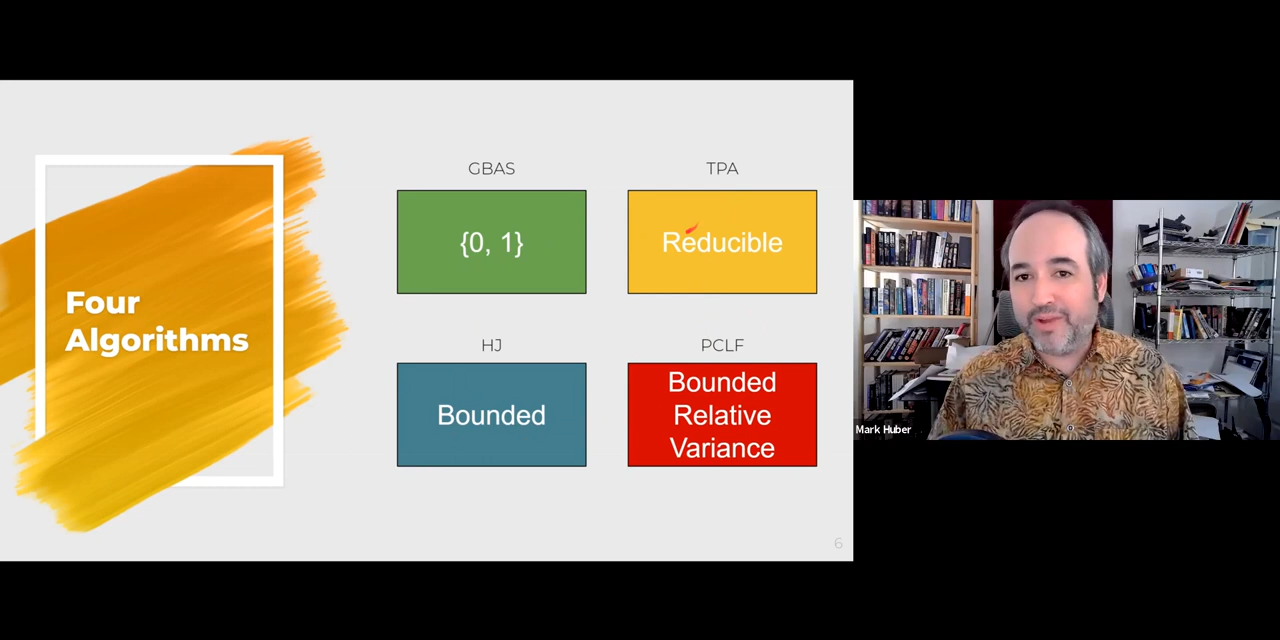 Four
Algorithms
GBAS
{0, 1}
TPA
Reducible
HJ
Bounded
PCLF
Bounded
Relative
Variance
6
Mark Huber